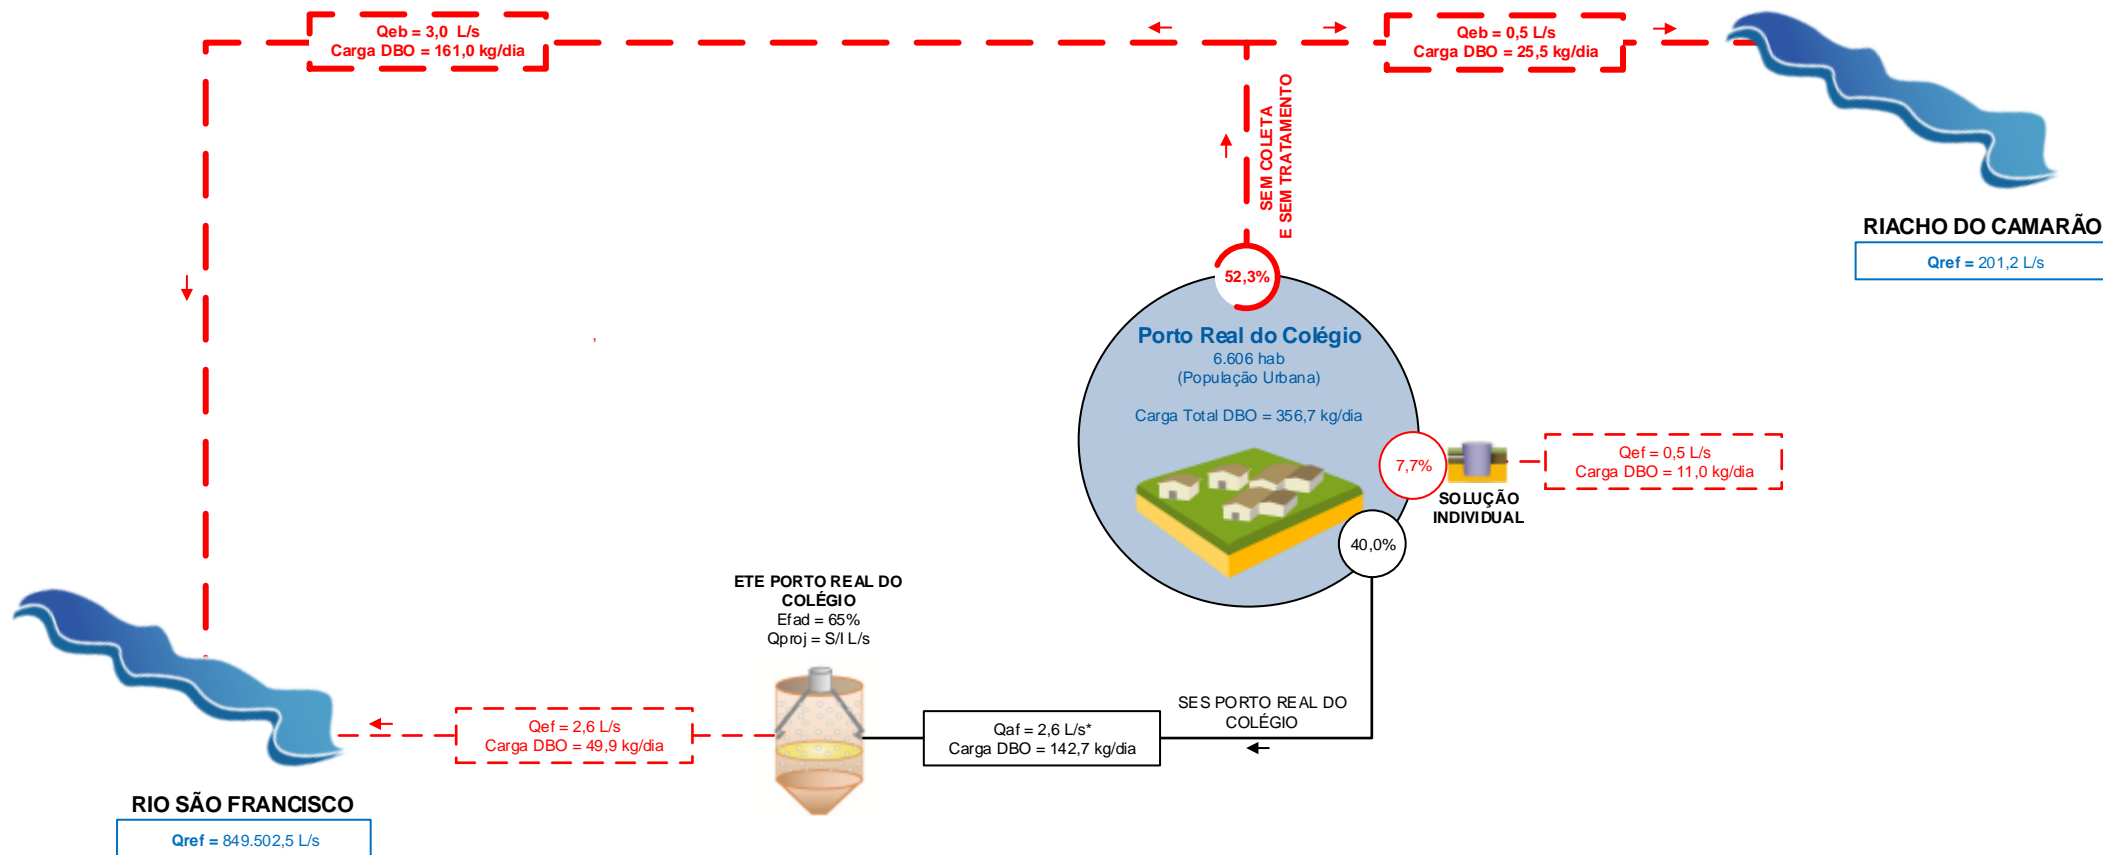 Qeb = 3,0 L/s
Carga DBO = 161,0 kg/dia
Qeb = 0,5 L/s
Carga DBO = 25,5 kg/dia
SEM COLETA
E SEM TRATAMENTO
RIACHO DO CAMARÃO
Qref = 201,2 L/s
52,3%
Porto Real do Colégio
6.606 hab
(População Urbana)
Carga Total DBO = 356,7 kg/dia
7,7%
SOLUÇÃO
INDIVIDUAL
Qef = 0,5 L/s
Carga DBO = 11,0 kg/dia
40,0%
ETE PORTO REAL DO
COLÉGIO
Efad = 65%
Qproj = S/I L/s
SES PORTO REAL DO
COLÉGIO
Qaf = 2,6 L/s*
Carga DBO = 142,7 kg/dia
Qef = 2,6 L/s
Carga DBO = 49,9 kg/dia
RIO SÃO FRANCISCO
Qref = 849.502,5 L/s